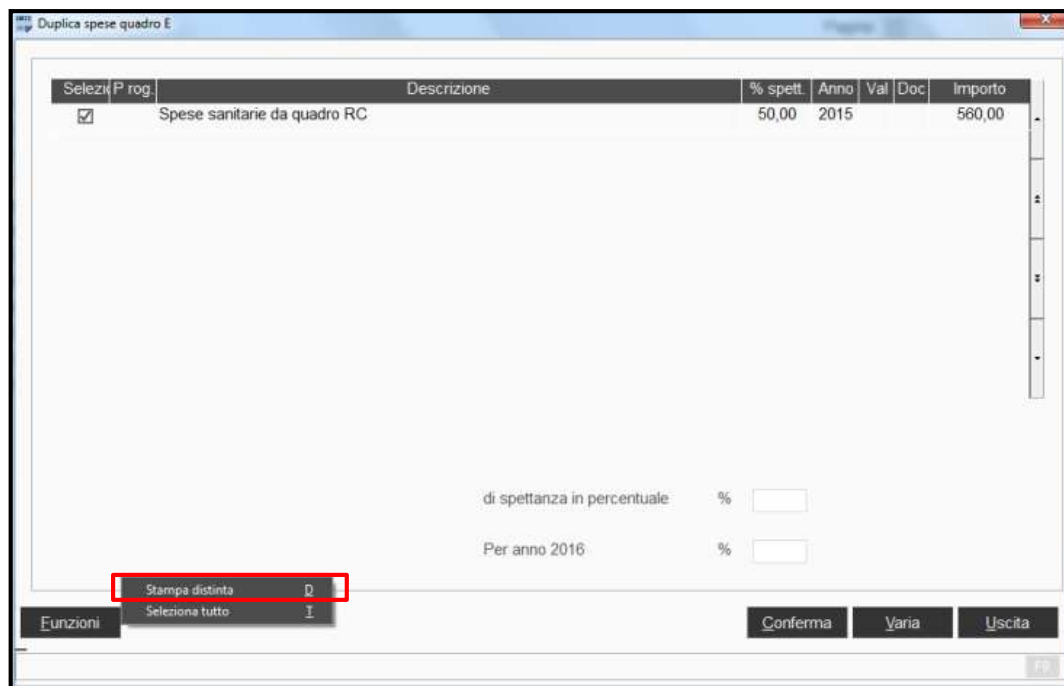 Duplica spese quadro E
Selezi P rog. Descrizione % spett. Anno Val Doc Importo
Spese sanitarie da quadro RC 50,00 2015 560,00
di spettanza in percentuale %
Per anno 2016 %
Stampa distinta D
Seleziona tutto T
Funzioni Conferma Varia Uscita
F9